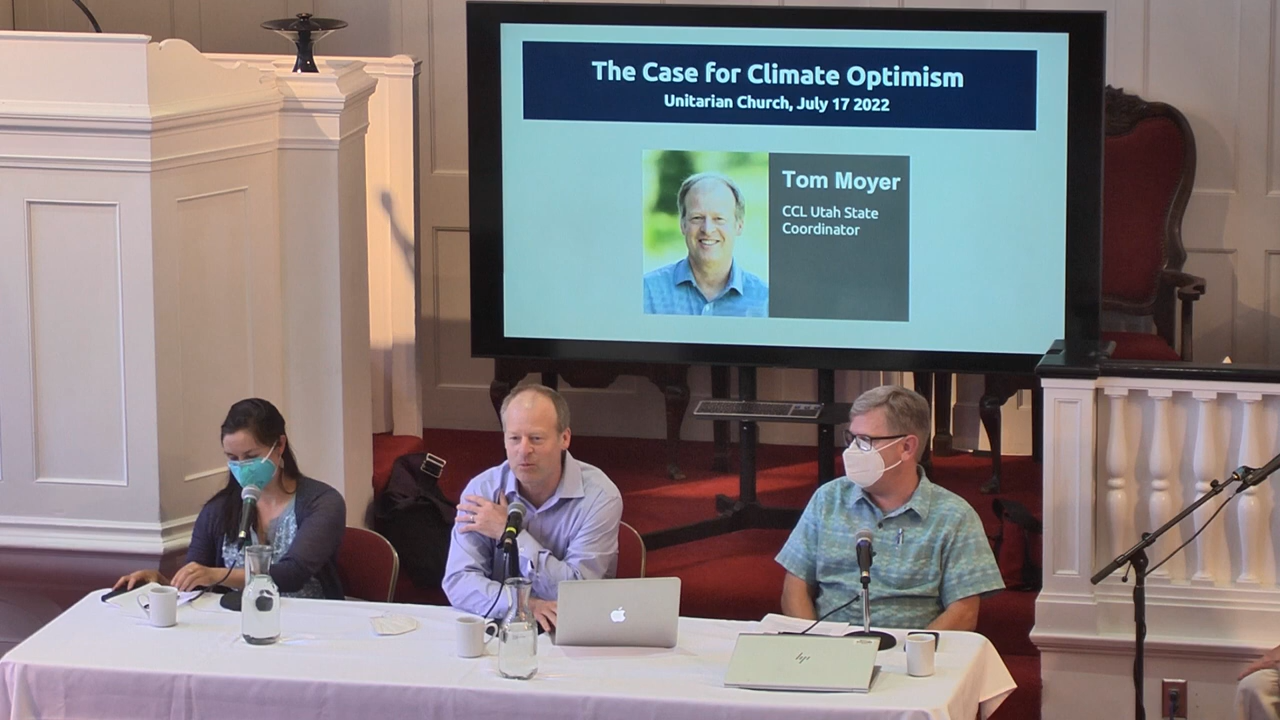 The Case for Climate Optimism
Unitarian Church, July 17 2022
Tom Moyer
CCL Utah State
Coordinator
hp